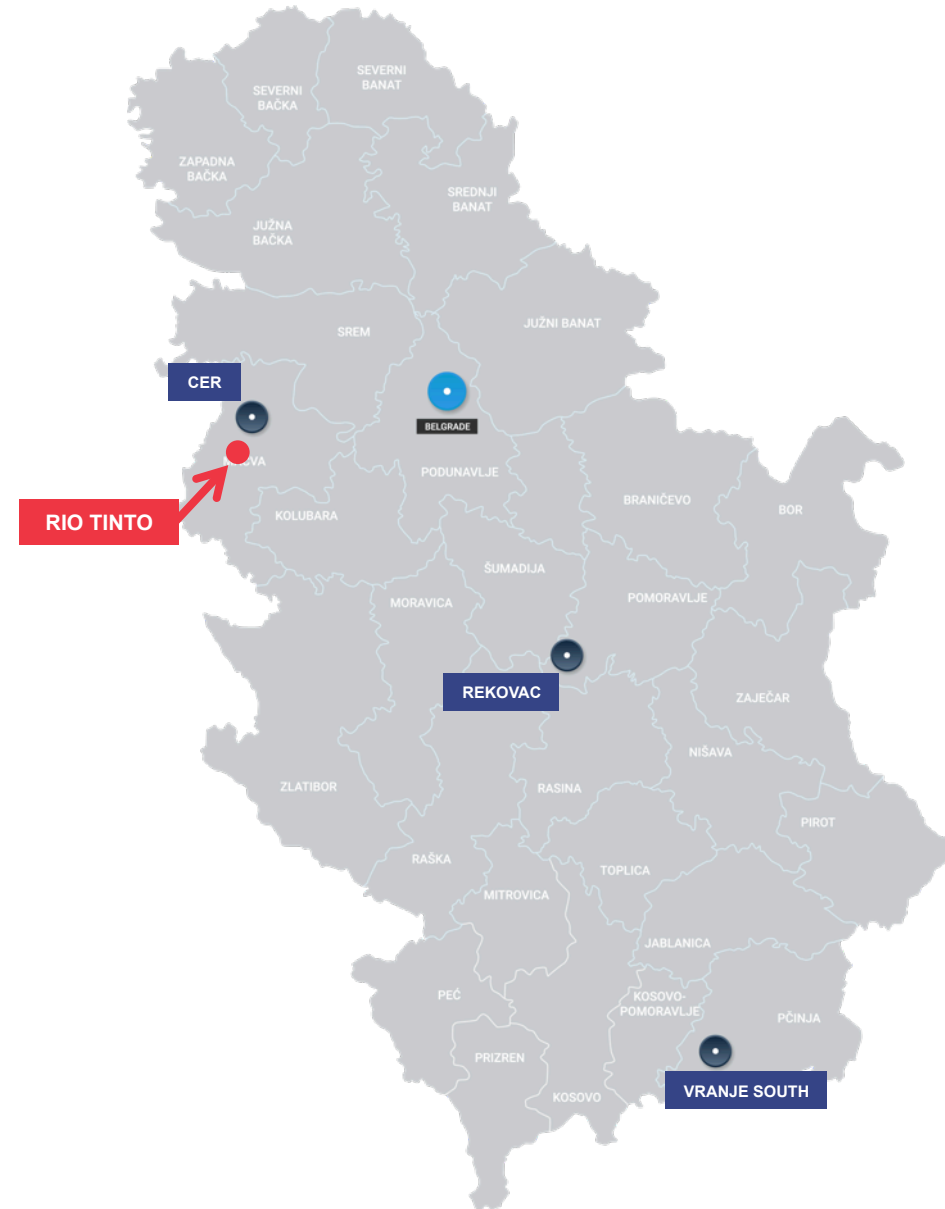 SEVERNI
BANAT
SEVERNI
BAČKA
ZAPADNA
BAČKA
SREDNJI
BANAT
JUŽNA
BAČKA
JUŽNI BANAT
SREM
CER
BELGRADE
PODUNAVLJE
RIO TINTO
KOLUBARA
BRANIČEVO
BOR
ŠUMADIJA
MORAVICA
POMORAVLJE
REKOVAC
ZAJEČAR
NIŠAVA
ZLATIBOR
RASINA
PIROT
RAŠKA
TOPLICA
MITROVICA
JABLANICA
PEĆ
KOSOVO-
POMORAVLJE
PČINJA
PRIZREN
VRANJE SOUTH
KOSOVO